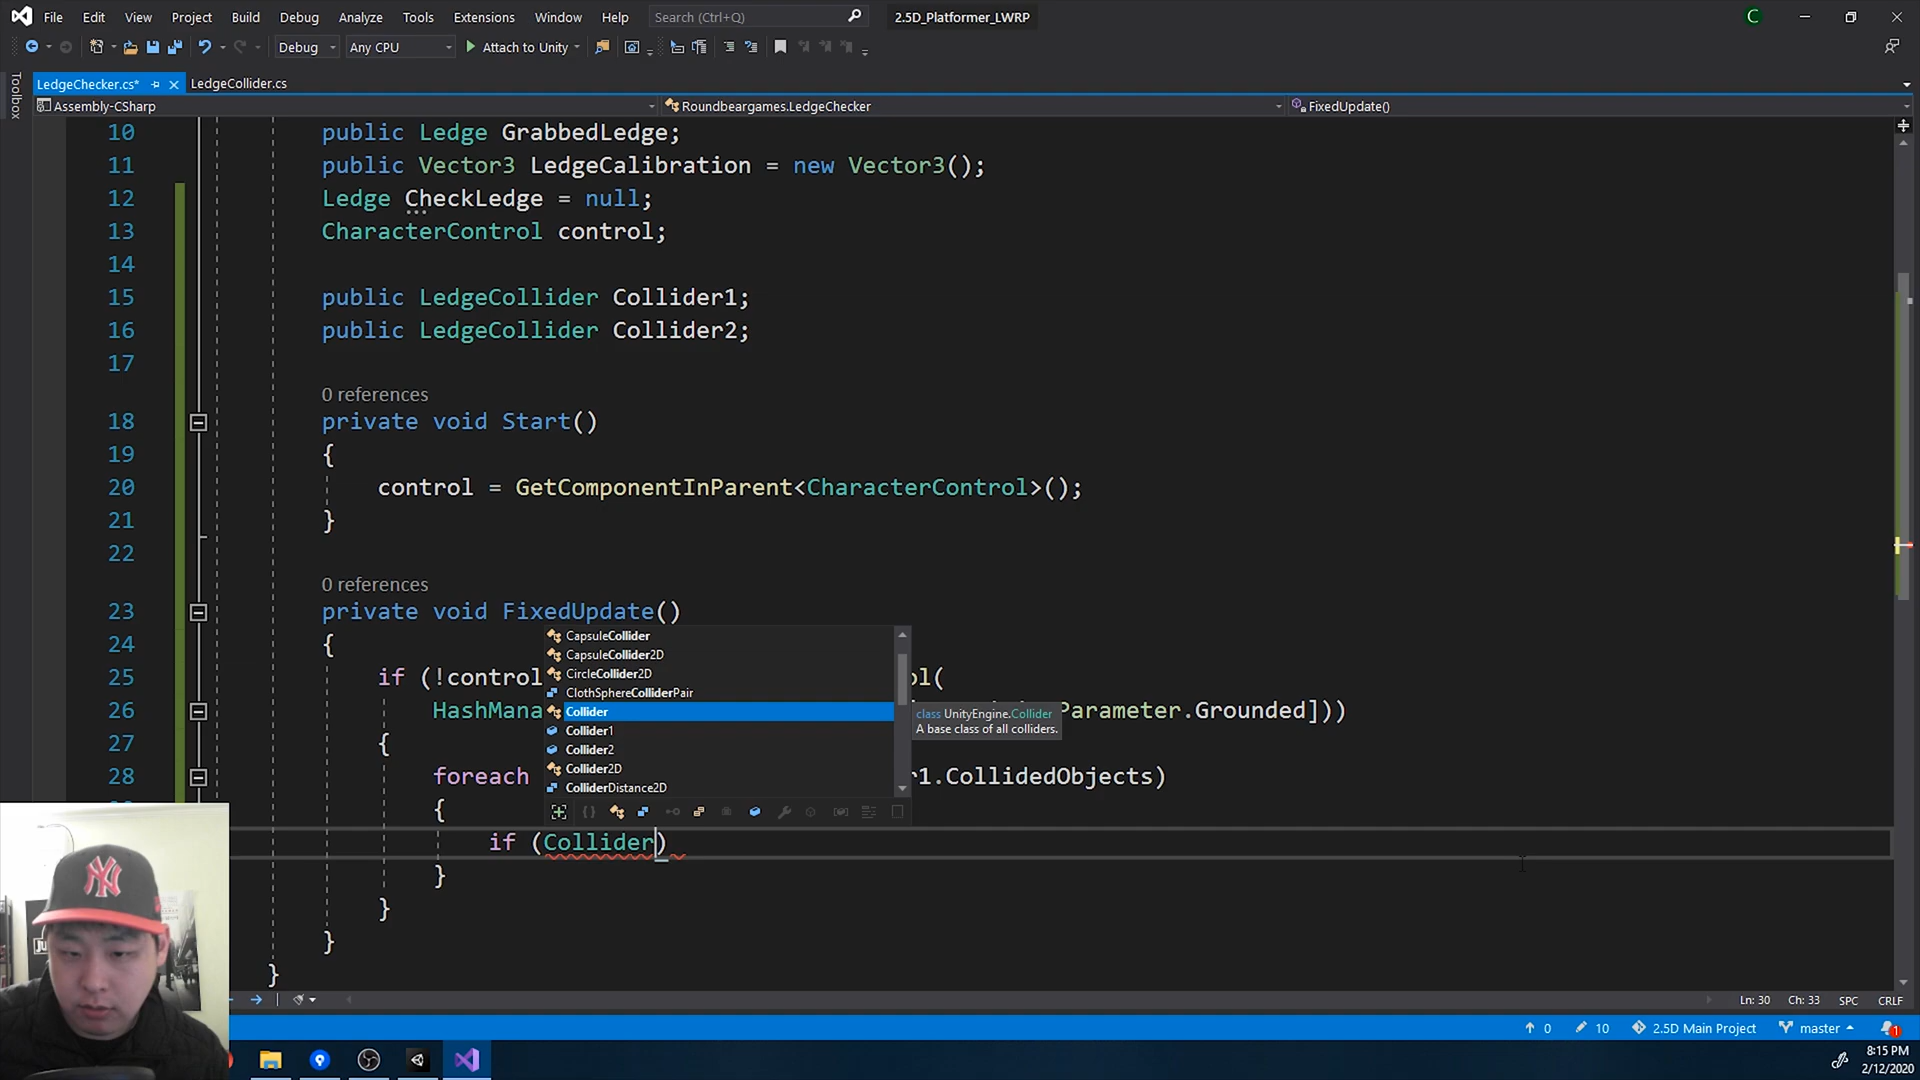 File Edit View Project Build Debug Analyze Tools Extensions Window Help Search (Ctrl+Q) 2.5D_Platformer_LWRP C
Debug Any CPU Attach to Unity
Toolbox
LedgeChecker.cs* LedgeCollider.cs
Assembly-CSharp Roundbeargames.LedgeChecker FixedUpdate()
10 public Ledge GrabbedLedge;
11 public Vector3 LedgeCalibration = new Vector3();
12 Ledge CheckLedge = null;
13 CharacterControl control;
14
15 public LedgeCollider Collider1;
16 public LedgeCollider Collider2;
17
0 references
18 private void Start()
19 {
20 control = GetComponentInParent<CharacterControl>();
21 }
22
0 references
23 private void FixedUpdate()
24 {
CapsuleCollider
CapsuleCollider2D
CircleCollider2D
ClothSphereColliderPair
Collider
Collider1
Collider2
Collider2D
ColliderDistance2D
class UnityEngine.Collider
A base class of all colliders.
25 if (!control ol(
26 HashMana Parameter.Grounded]))
27 {
28 foreach r1.CollidedObjects)
{
if (Collider)
}
}
}
}
Ln: 30 Ch: 33 SPC CRLF
0 10 2.5D Main Project master 1
8:15 PM
2/12/2020